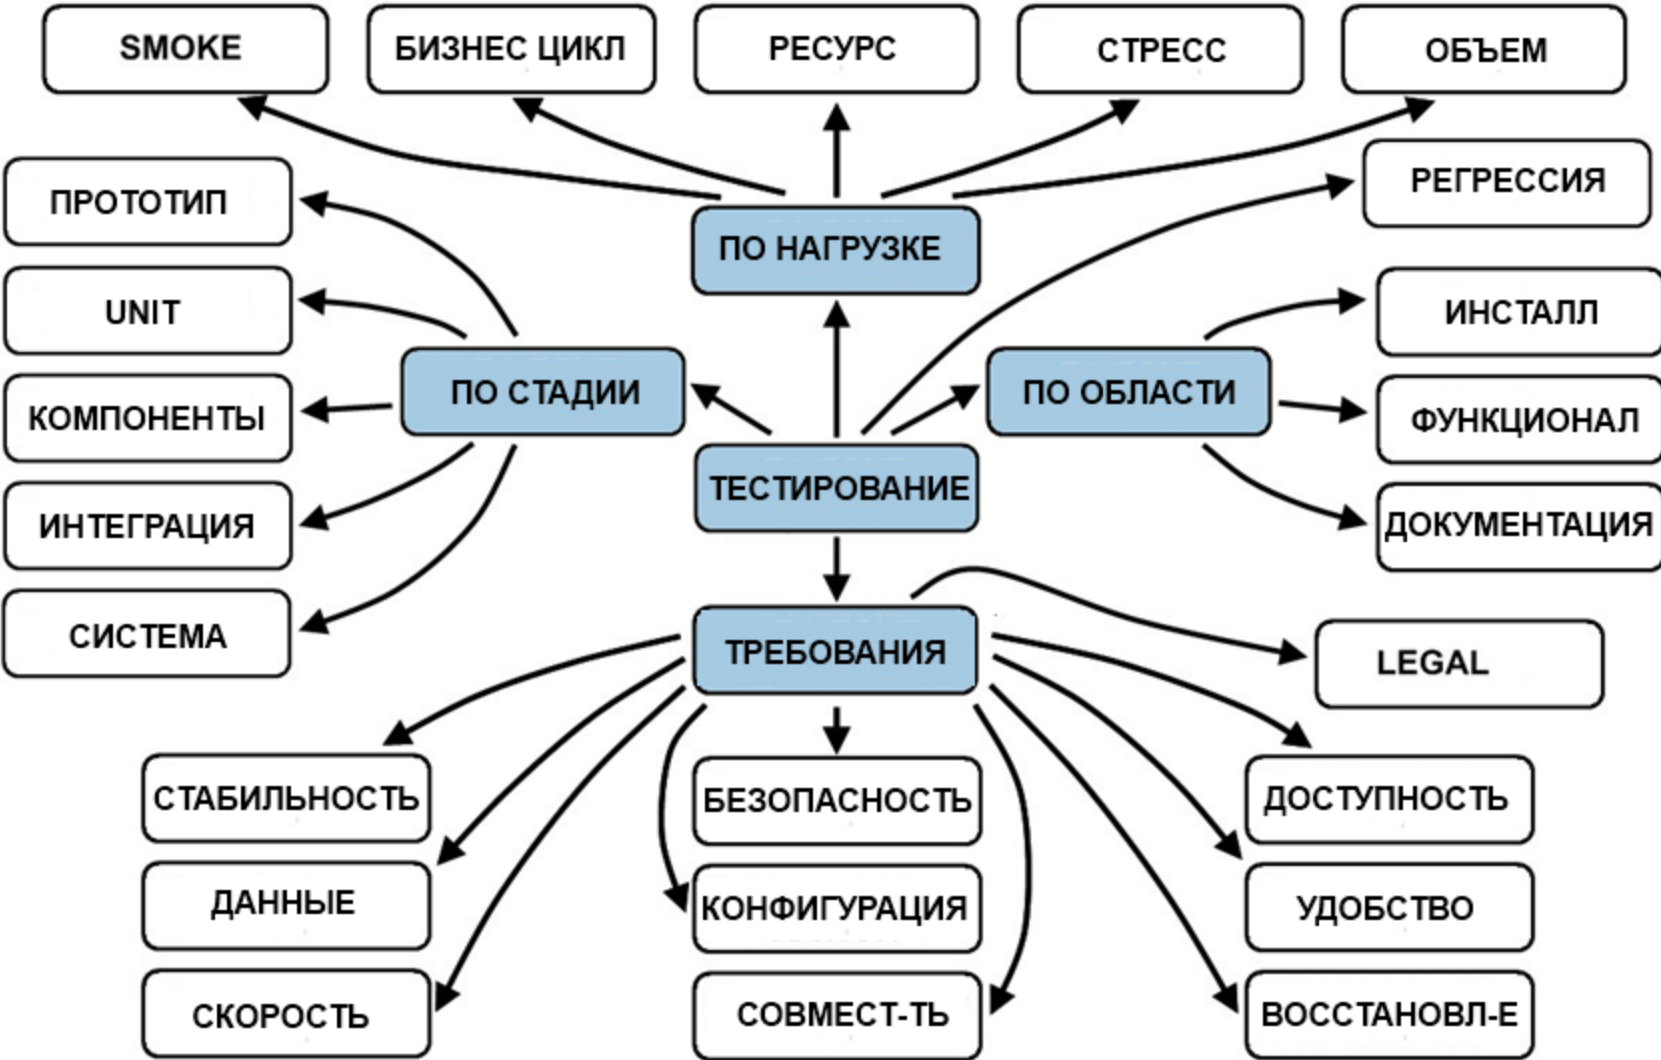 SMOKE
БИЗНЕС ЦИКЛ
РЕСУРС
СТРЕСС
ОБЪЕМ
РЕГРЕССИЯ
ПРОТОТИП
ПО НАГРУЗКЕ
UNIT
ИНСТАЛЛ
ПО СТАДИИ
ПО ОБЛАСТИ
КОМПОНЕНТЫ
ФУНКЦИОНАЛ
ТЕСТИРОВАНИЕ
ИНТЕГРАЦИЯ
ДОКУМЕНТАЦИЯ
СИСТЕМА
ТРЕБОВАНИЯ
LEGAL
СТАБИЛЬНОСТЬ
БЕЗОПАСНОСТЬ
ДОСТУПНОСТЬ
ДАННЫЕ
КОНФИГУРАЦИЯ
УДОБСТВО
СКОРОСТЬ
СОВМЕСТ-ТЬ
ВОССТАНОВЛ-Е